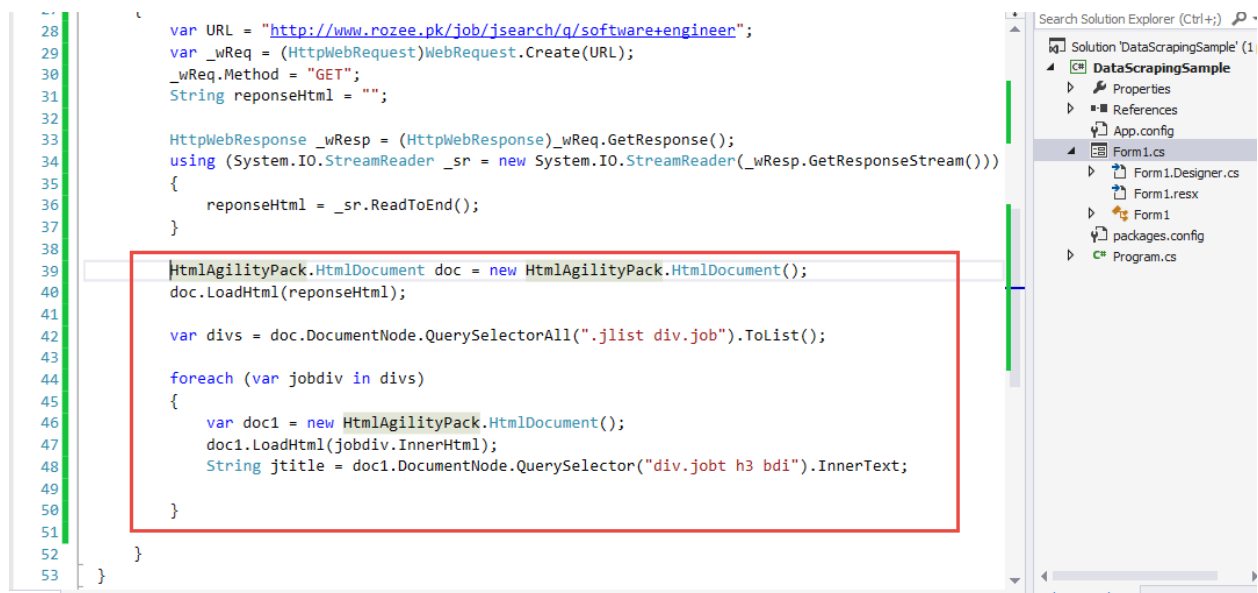 28 var URL = "http://www.rozee.pk/job/jsearch/q/software+engineer";
29 var _wReq = (HttpWebRequest)WebRequest.Create(URL);
30 _wReq.Method = "GET";
31 String reponseHtml = "";
32
33 HttpWebResponse _wResp = (HttpWebResponse)_wReq.GetResponse();
34 using (System.IO.StreamReader _sr = new System.IO.StreamReader(_wResp.GetResponseStream()))
35 {
36 reponseHtml = _sr.ReadToEnd();
37 }
38
39 HtmlAgilityPack.HtmlDocument doc = new HtmlAgilityPack.HtmlDocument();
40 doc.LoadHtml(reponseHtml);
41
42 var divs = doc.DocumentNode.QuerySelectorAll(".jlist div.job").ToList();
43
44 foreach (var jobdiv in divs)
45 {
46 var doc1 = new HtmlAgilityPack.HtmlDocument();
47 doc1.LoadHtml(jobdiv.InnerHtml);
48 String jtitle = doc1.DocumentNode.QuerySelector("div.jobt h3 bdi").InnerText;
49
50 }
51
52 }
53 }
Search Solution Explorer (Ctrl+;)
Solution 'DataScrapingSample' (1
C# DataScrapingSample
Properties
References
App.config
Form1.cs
Form1.Designer.cs
Form1.resx
Form1
packages.config
C# Program.cs